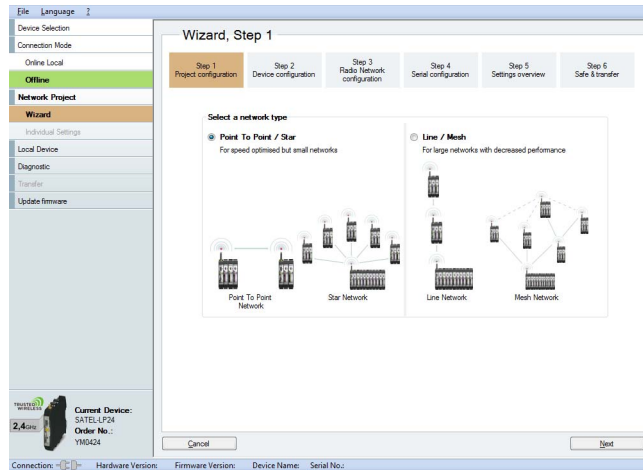 File Language ?
Device Selection
Connection Mode
Online Local
Offline
Network Project
Wizard
Individual Settings
Local Device
Diagnostic
Transfer
Update firmware
Wizard, Step 1
Step 1
Project configuration
Step 2
Device configuration
Step 3
Radio Network
configuration
Step 4
Serial configuration
Step 5
Settings overview
Step 6
Safe & transfer
Select a network type
Point To Point / Star
For speed optimised but small networks
Line / Mesh
For large networks with decreased performance
Point To Point
Network
Star Network
Line Network
Mesh Network
TRUSTED
WIRELESS
2,4GHz
Current Device:
SATEL-LP24
Order No.:
YM0424
Cancel
Next
Connection: Hardware Version: Firmware Version: Device Name: Serial No.: